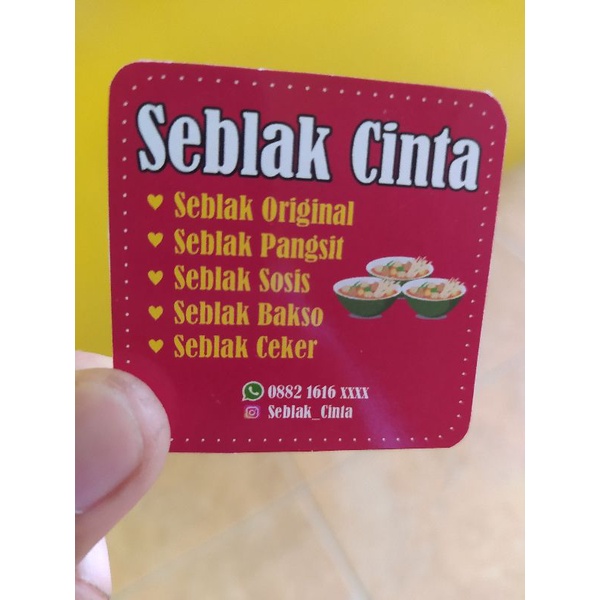 Seblak Cinta
Seblak Original
Seblak Pangsit
Seblak Sosis
Seblak Bakso
Seblak Ceker
0882 1616 xxxx
Seblak_Cinta